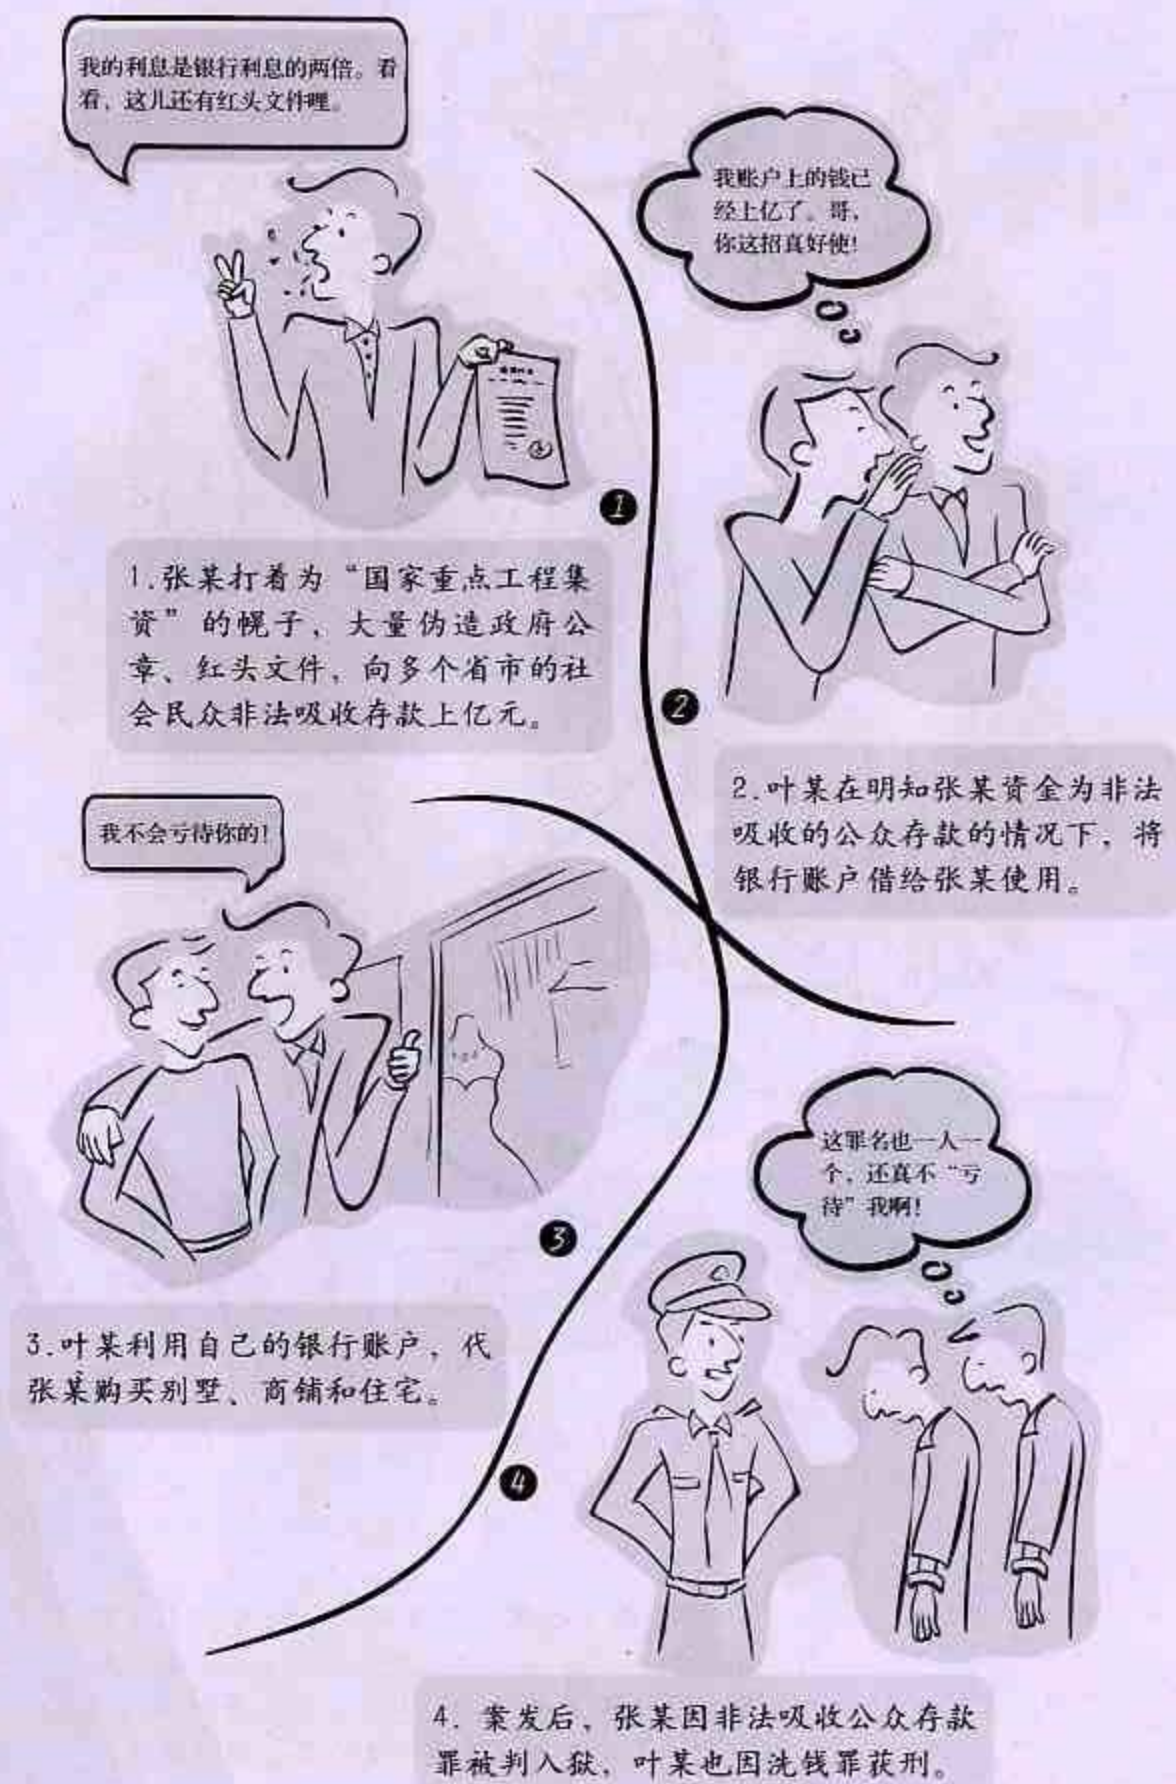 我的利息是银行利息的两倍。看
看，这儿还有红头文件哩。
1
1.张某打着为“国家重点工程集
资”的幌子，大量伪造政府公
章、红头文件，向多个省市的社
会民众非法吸收存款上亿元。
我账户上的钱已
经上亿了。哥，
你这招真好使!
2
2.叶某在明知张某资金为非法
吸收的公众存款的情况下，将
银行账户借给张某使用。
我不会亏待你的!
3
3.叶某利用自己的银行账户，代
张某购买别墅、商铺和住宅。
这罪名也一人一
个，还真不“亏
待”我啊!
4
4. 案发后，张某因非法吸收公众存款
罪被判入狱，叶某也因洗钱罪获刑。